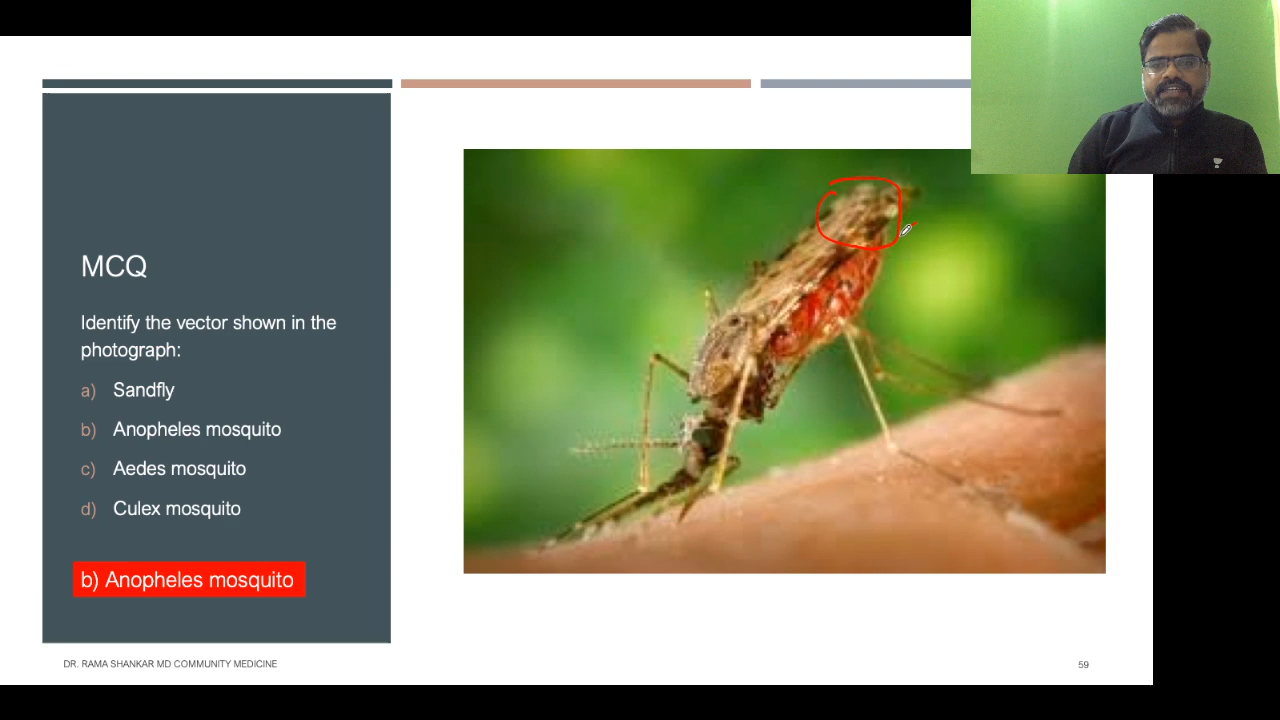 MCQ
Identify the vector shown in the
photograph:
a) Sandfly
b) Anopheles mosquito
c) Aedes mosquito
d) Culex mosquito
b) Anopheles mosquito
DR. RAMA SHANKAR MD COMMUNITY MEDICINE
59